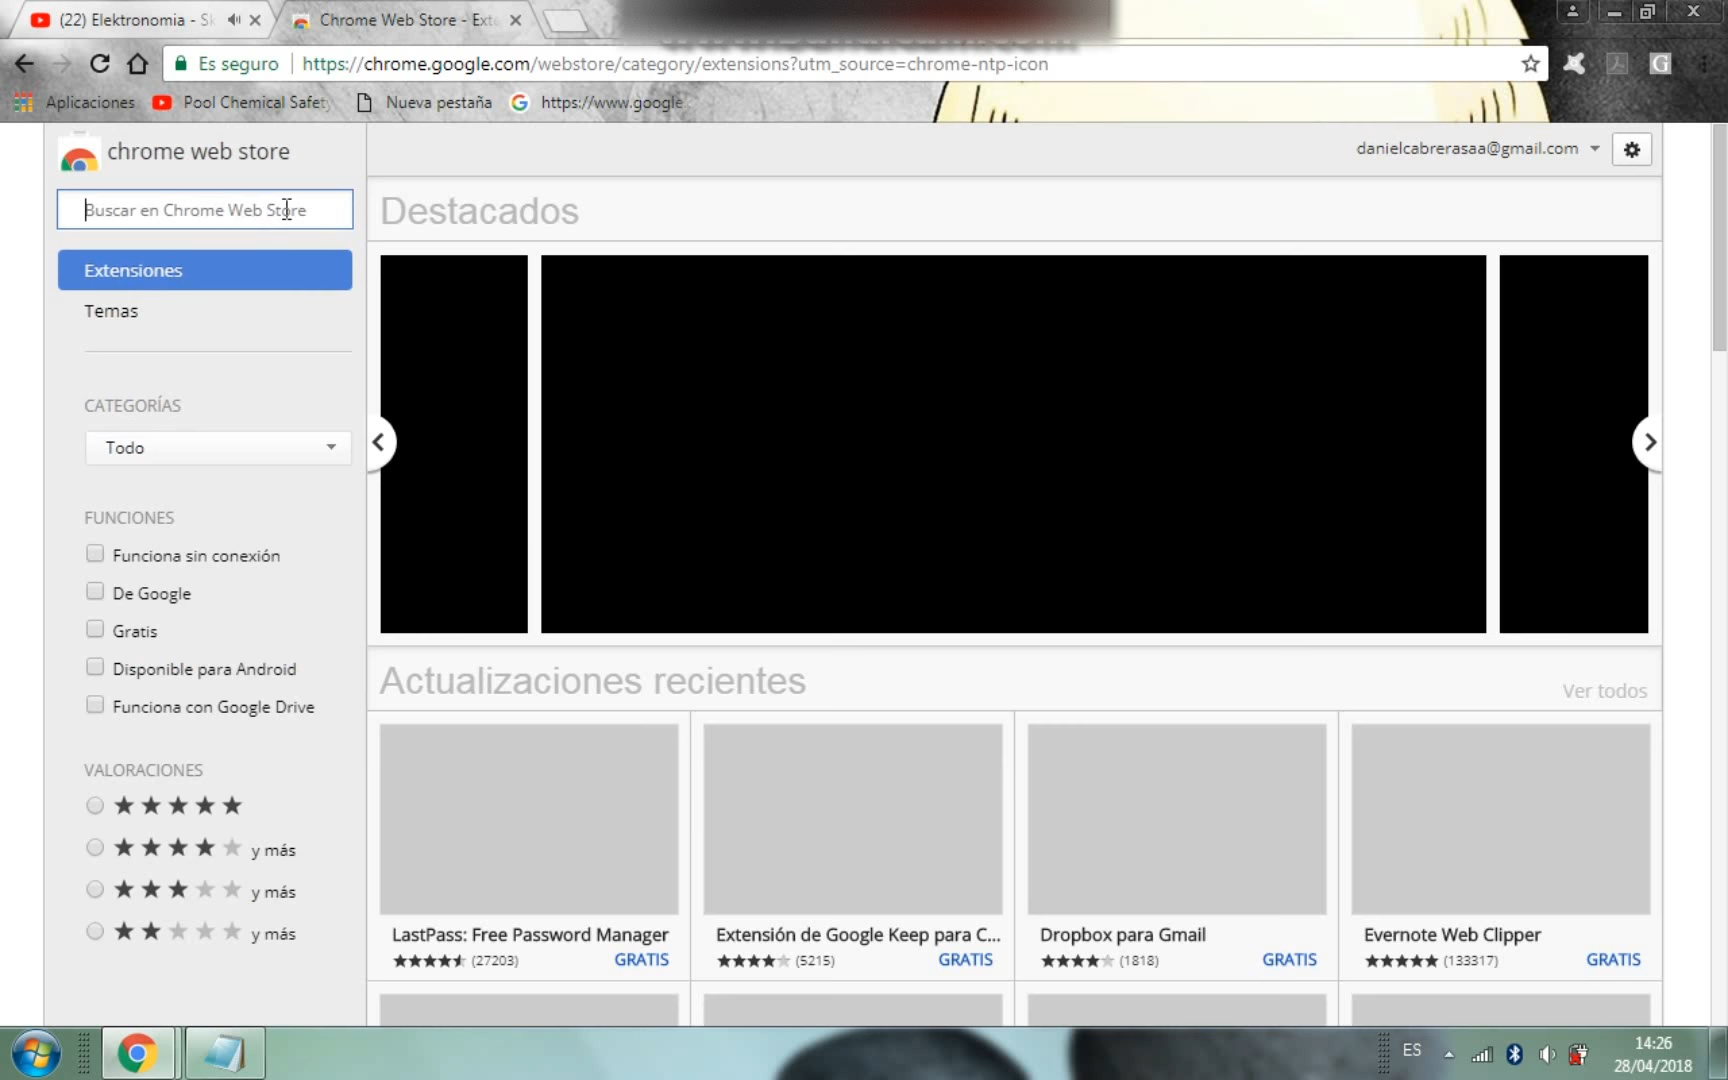 (22) Elektronomia - Sk
Chrome Web Store - Exte
Es seguro
https://chrome.google.com/webstore/category/extensions?utm_source=chrome-ntp-icon
Aplicaciones
Pool Chemical Safety
Nueva pestaña
https://www.google
chrome web store
danielcabrerasaa@gmail.com
Buscar en Chrome Web Store
Destacados
Extensiones
Temas
CATEGORÍAS
Todo
FUNCIONES
Funciona sin conexión
De Google
Gratis
Disponible para Android
Funciona con Google Drive
VALORACIONES
y más
y más
y más
Actualizaciones recientes
Ver todos
LastPass: Free Password Manager
(27203) GRATIS
Extensión de Google Keep para C...
(5215) GRATIS
Dropbox para Gmail
(1818) GRATIS
Evernote Web Clipper
(133317) GRATIS
ES
14:26
28/04/2018